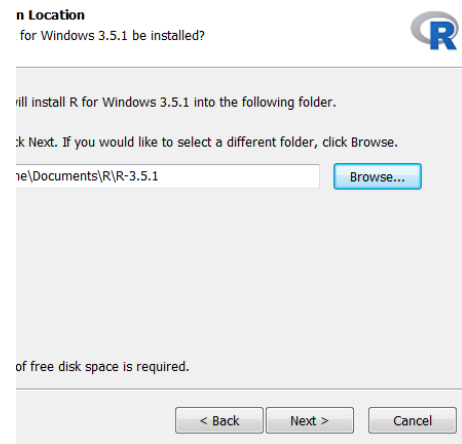 n Location
for Windows 3.5.1 be installed?
R
will install R for Windows 3.5.1 into the following folder.
ck Next. If you would like to select a different folder, click Browse.
ne\Documents\R\R-3.5.1
Browse...
of free disk space is required.
< Back
Next >
Cancel